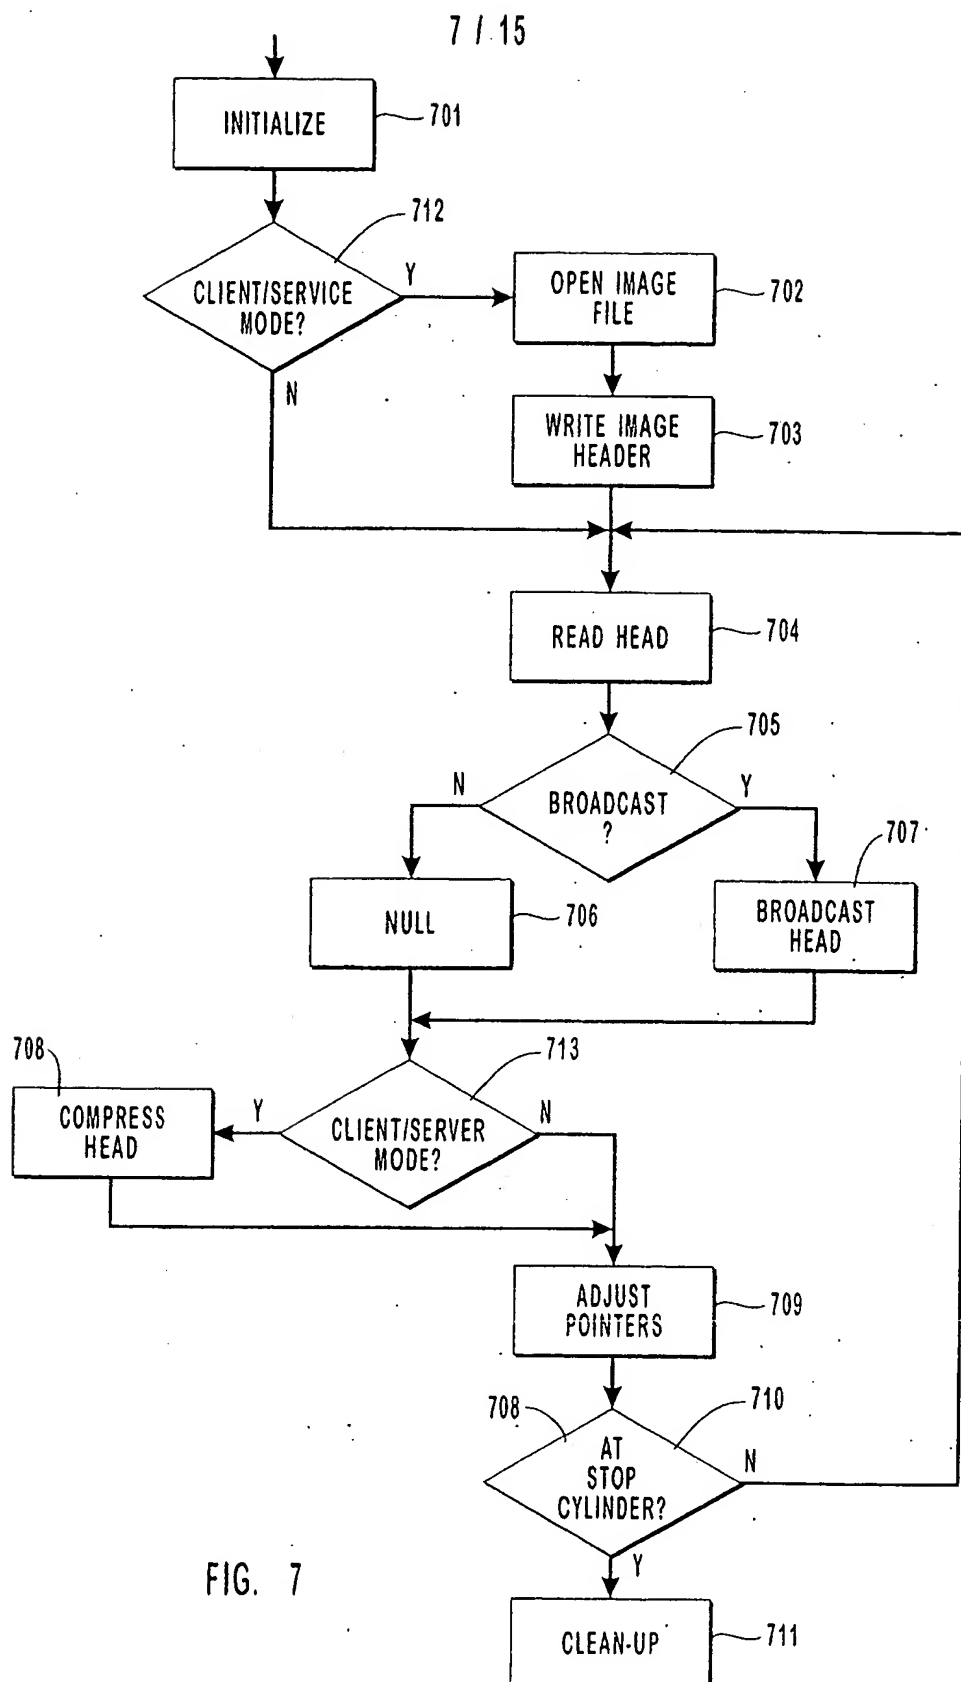 7 / 15
INITIALIZE
701
712
CLIENT/SERVICE
MODE?
Y
N
OPEN IMAGE
FILE
702
WRITE IMAGE
HEADER
703
READ HEAD
704
705
BROADCAST
?
N
Y
707
NULL
706
BROADCAST
HEAD
708
COMPRESS
HEAD
713
Y
CLIENT/SERVER
MODE?
N
ADJUST
POINTERS
709
708
710
AT
STOP
CYLINDER?
N
Y
FIG. 7
CLEAN-UP
711